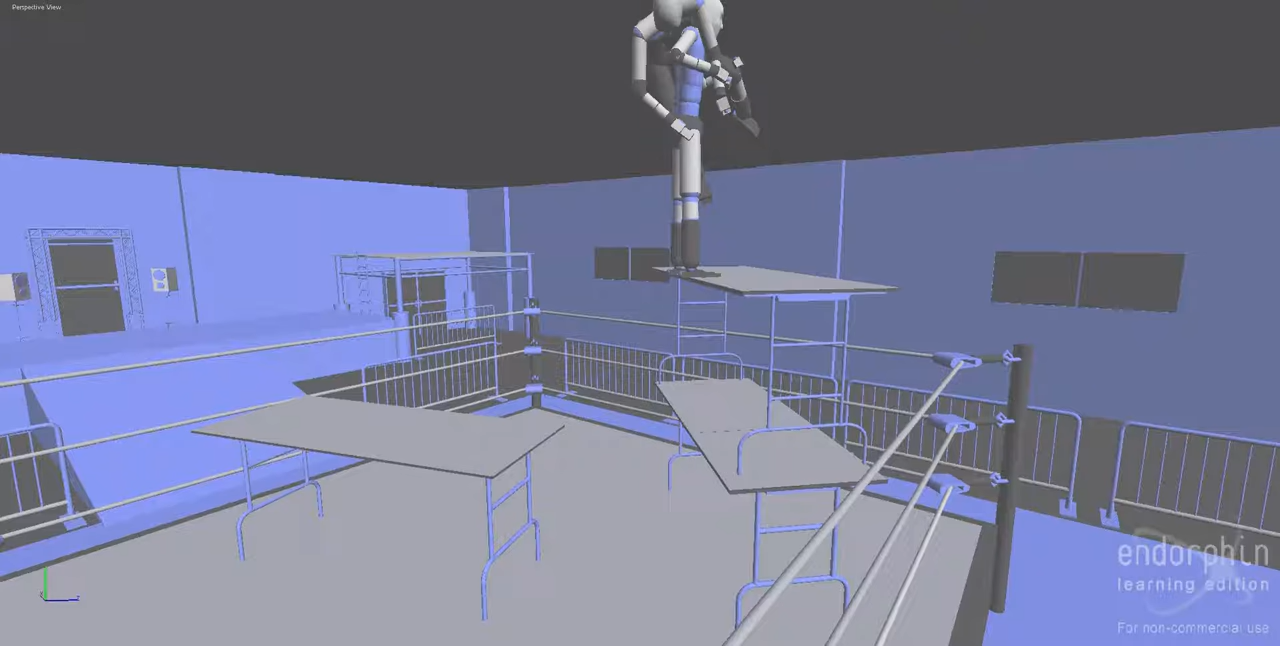 Perspective View
endorphin
learning edition
For non-commercial use